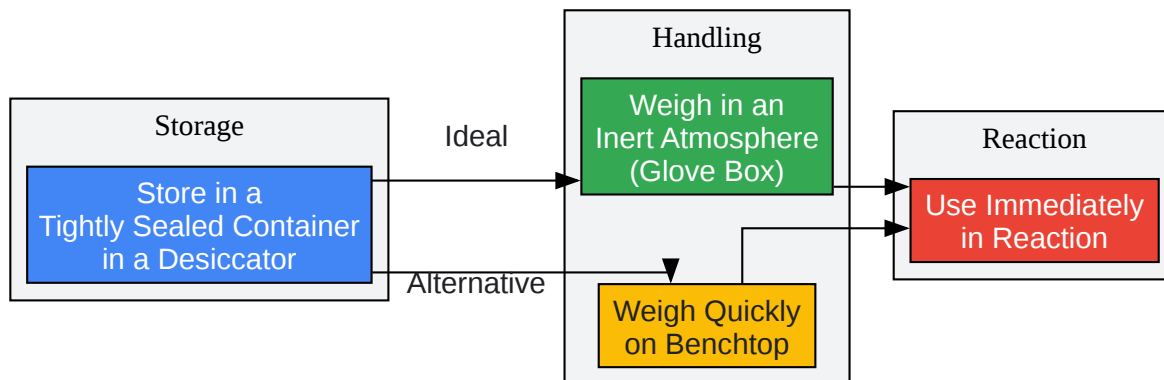 Storage
Store in a
Tightly Sealed Container
in a Desiccator
Ideal
Alternative
Handling
Weigh in an
Inert Atmosphere
(Glove Box)
Weigh Quickly
on Benchtop
Reaction
Use Immediately
in Reaction